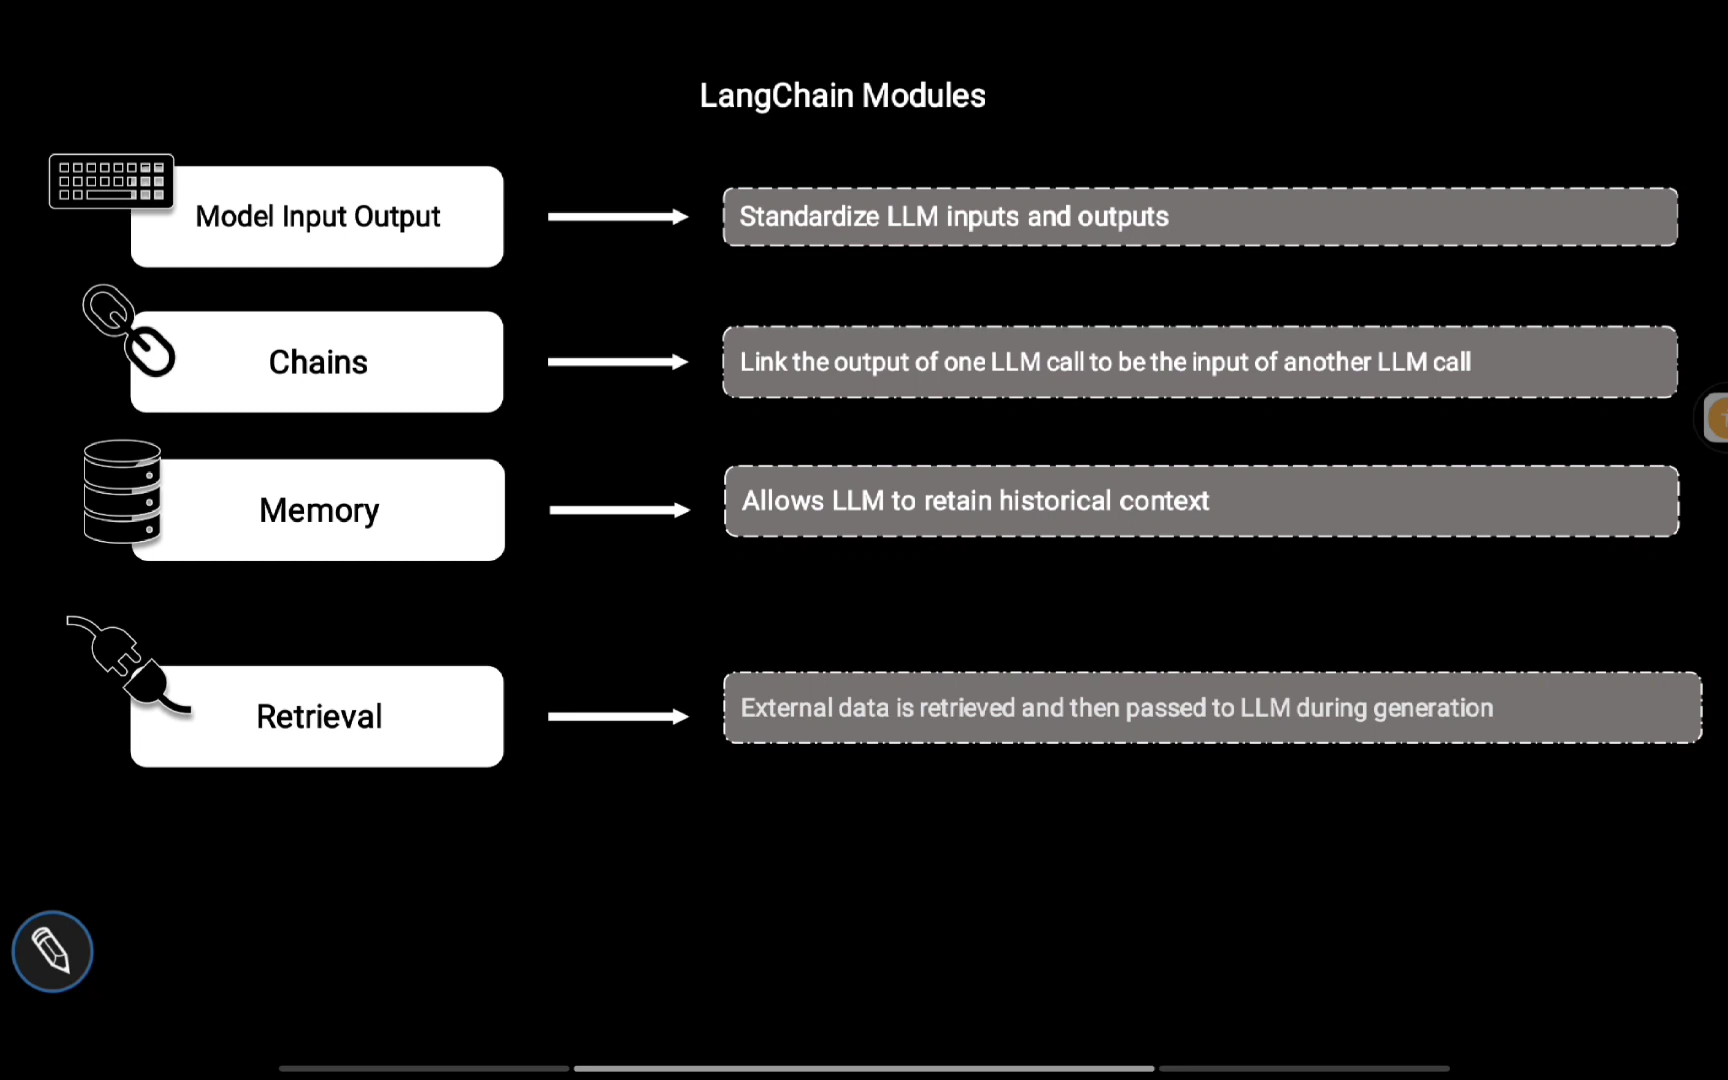 LangChain Modules
Model Input Output
Standardize LLM inputs and outputs
Chains
Link the output of one LLM call to be the input of another LLM call
Memory
Allows LLM to retain historical context
Retrieval
External data is retrieved and then passed to LLM during generation